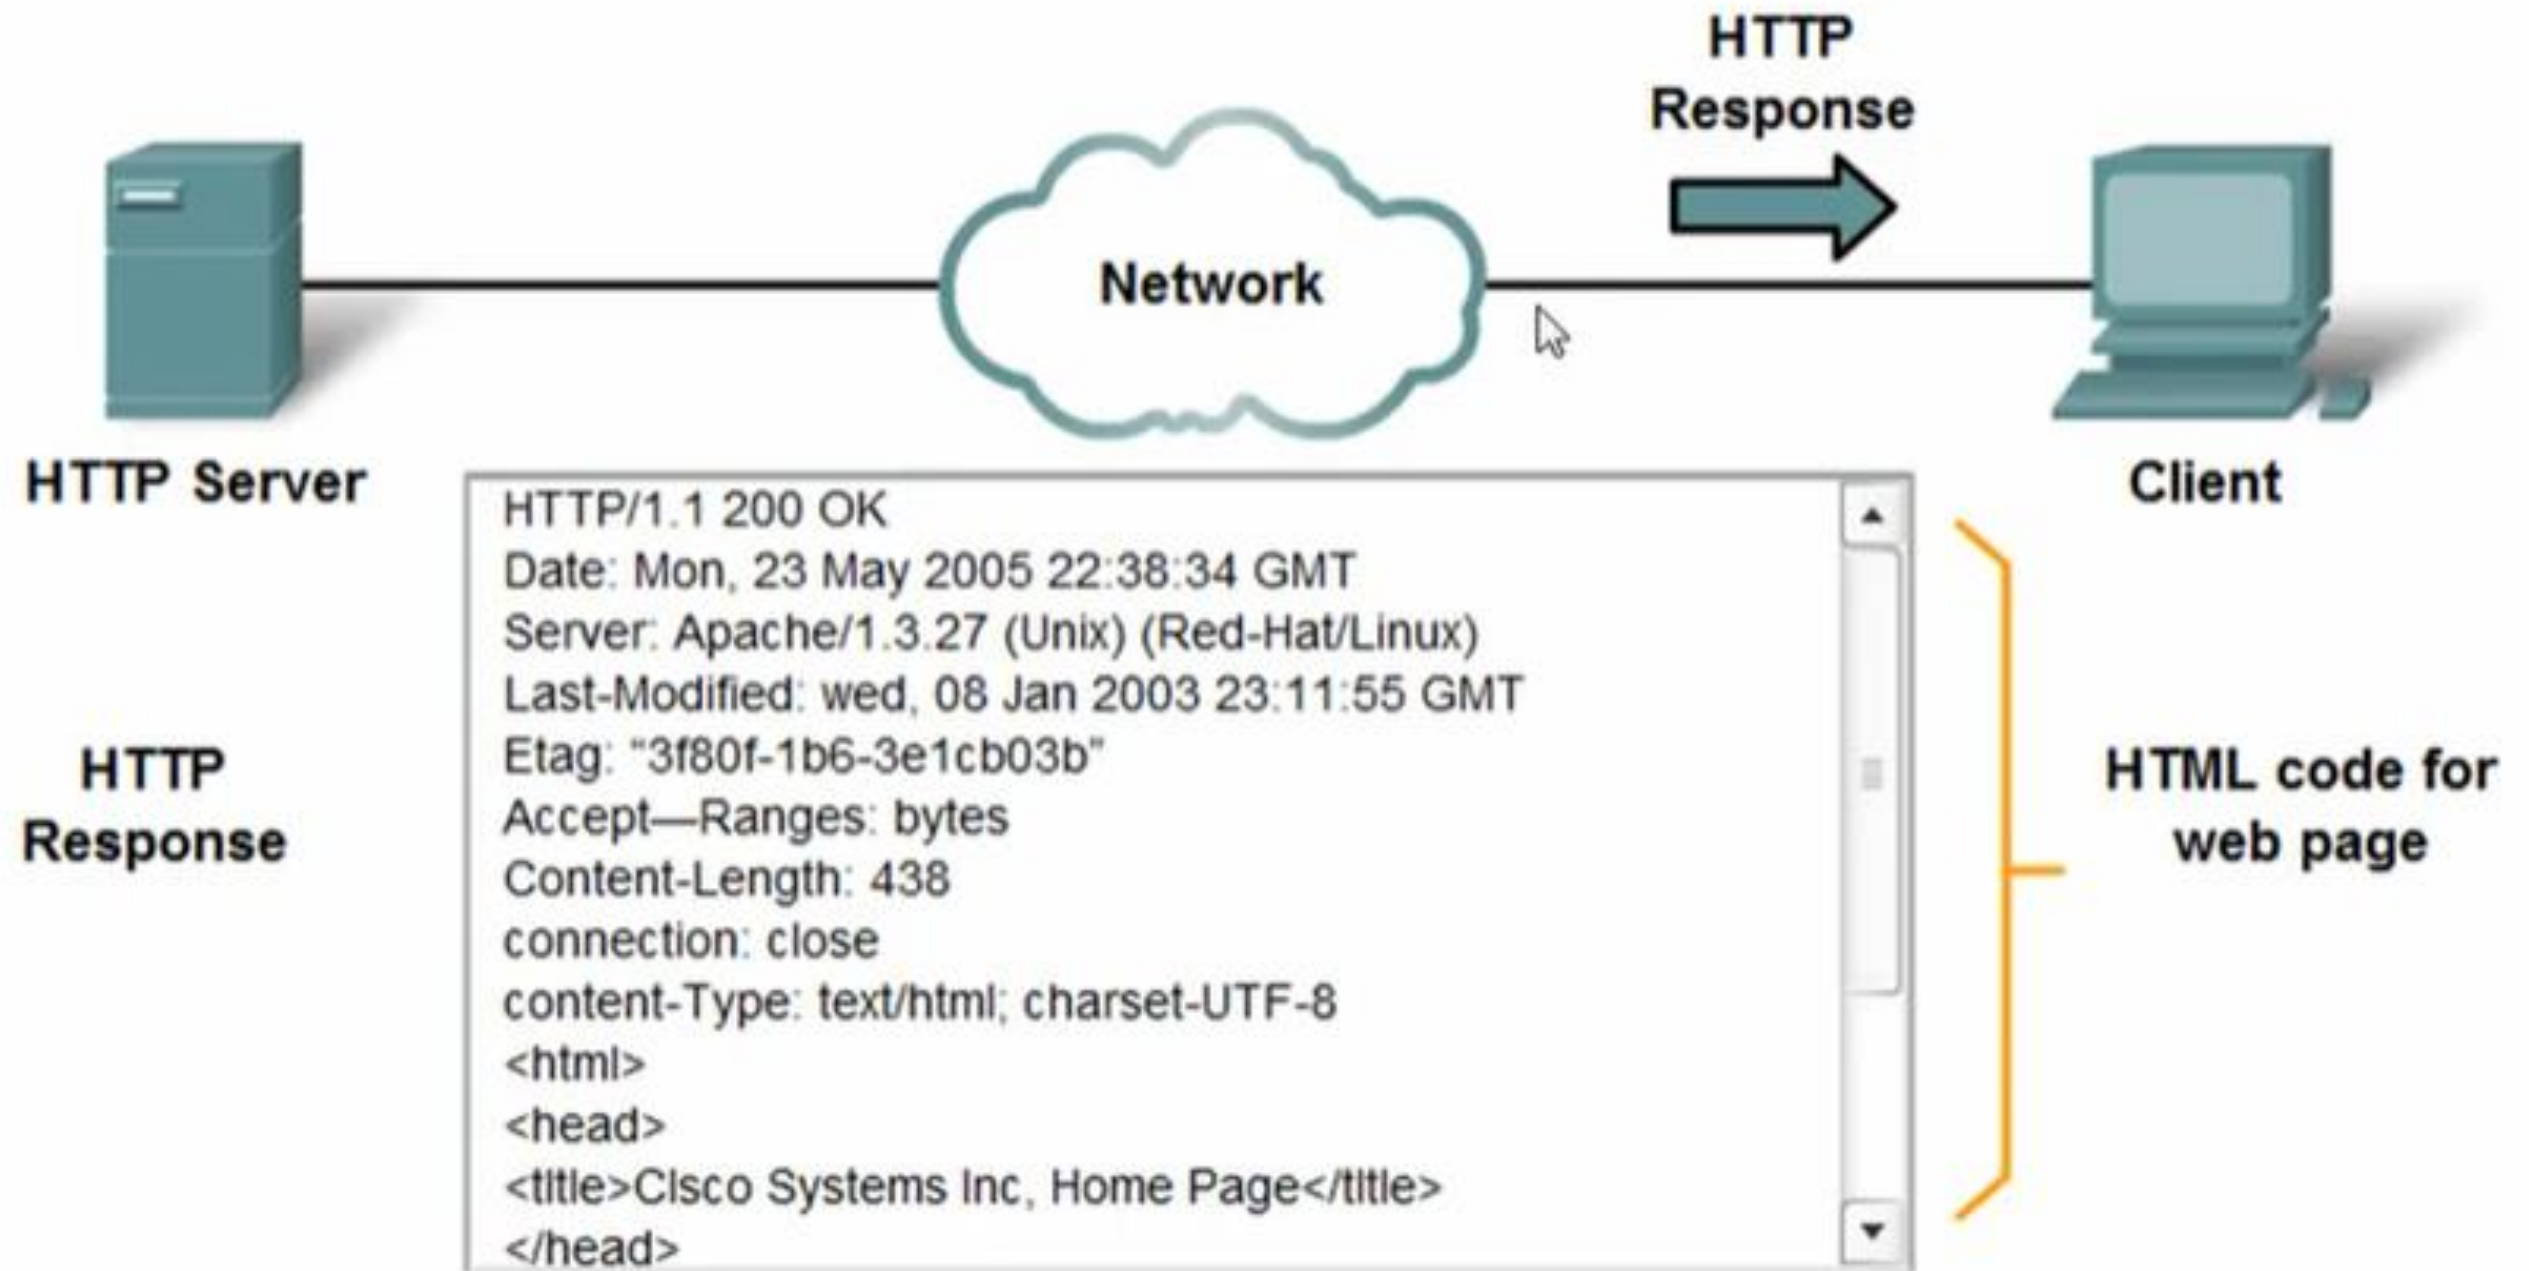 HTTP
Response
Network
HTTP Server
Client
HTTP
Response
HTTP/1.1 200 OK
Date: Mon, 23 May 2005 22:38:34 GMT
Server: Apache/1.3.27 (Unix) (Red-Hat/Linux)
Last-Modified: wed, 08 Jan 2003 23:11:55 GMT
Etag: "3f80f-1b6-3e1cb03b"
Accept—Ranges: bytes
Content-Length: 438
connection: close
content-Type: text/html; charset-UTF-8
<html>
<head>
<title>Cisco Systems Inc, Home Page</title>
</head>
HTML code for
web page